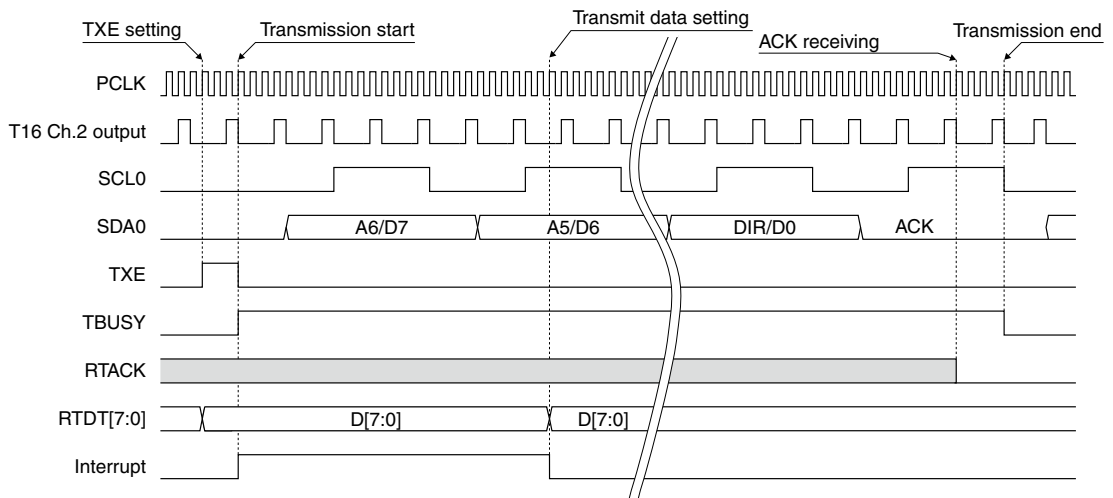 Transmit data setting
TXE setting
Transmission start
ACK receiving
Transmission end
PCLK
T16 Ch.2 output
SCL0
SDA0
A6/D7
A5/D6
DIR/D0
ACK
TXE
TBUSY
RTACK
RTDT[7:0]
D[7:0]
D[7:0]
Interrupt